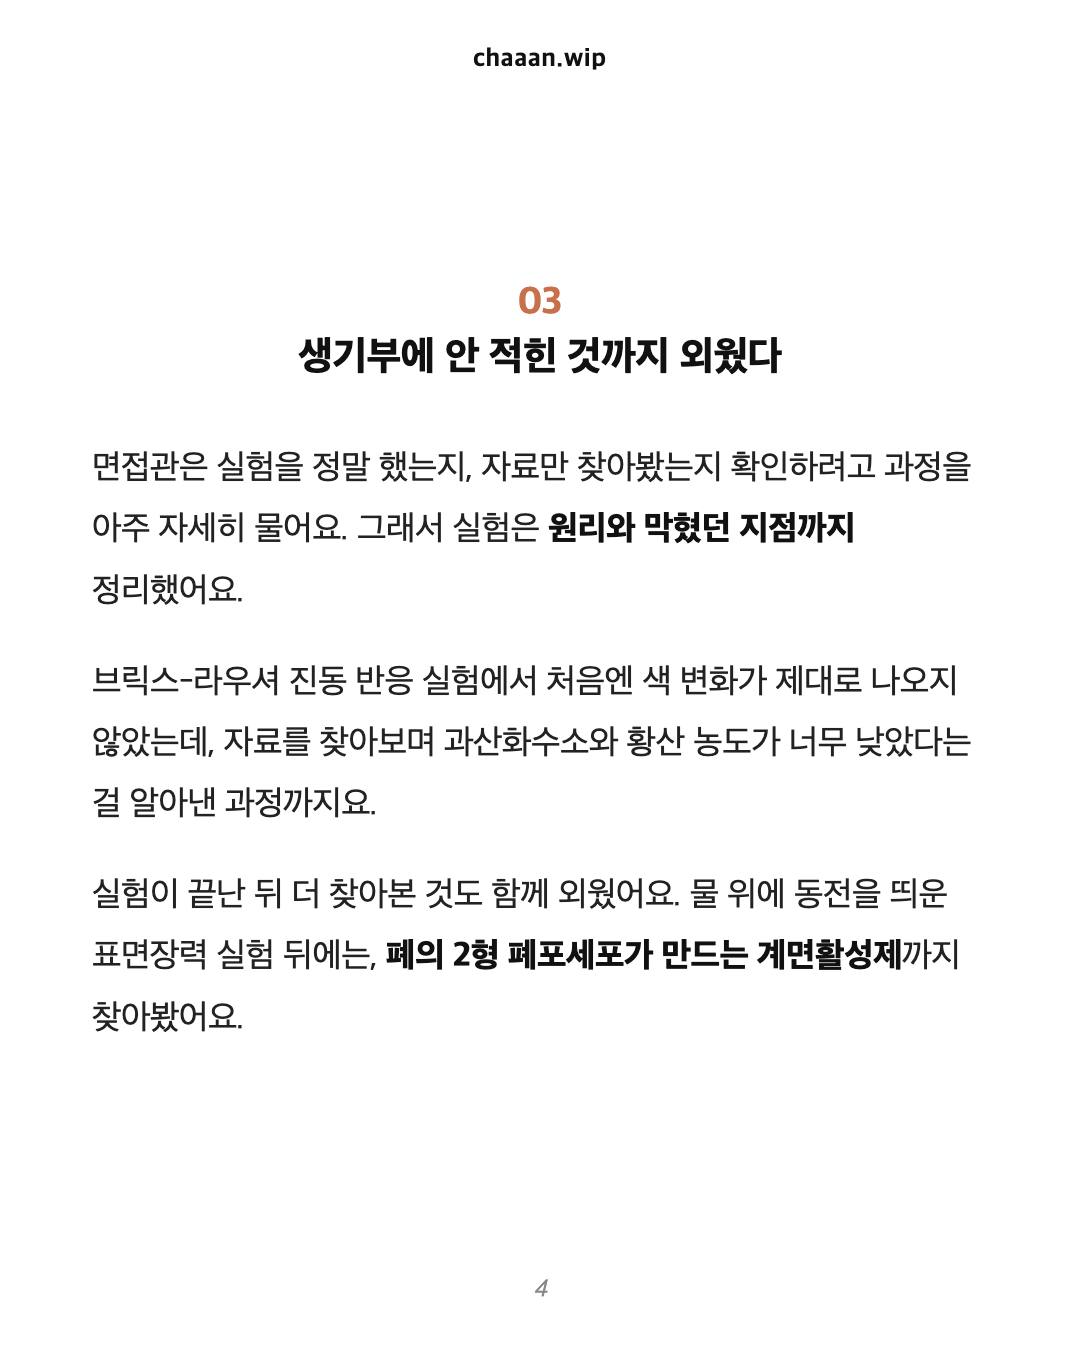 chaaan.wip
03
생기부에 안 적힌 것까지 외웠다
면접관은 실험을 정말 했는지, 자료만 찾아봤는지 확인하려고 과정을
아주 자세히 물어요. 그래서 실험은 원리와 막혔던 지점까지
정리했어요.
브릭스-라우셔 진동 반응 실험에서 처음엔 색 변화가 제대로 나오지
않았는데, 자료를 찾아보며 과산화수소와 황산 농도가 너무 낮았다는
걸 알아낸 과정까지요.
실험이 끝난 뒤 더 찾아본 것도 함께 외웠어요. 물 위에 동전을 띄운
표면장력 실험 뒤에는, 폐의 2형 폐포세포가 만드는 계면활성제까지
찾아봤어요.
4